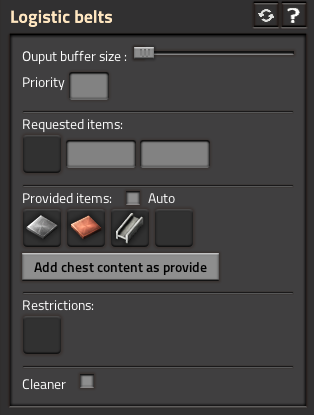 Logistic belts
?
Ouput buffer size :
Priority
Requested items:
Provided items: Auto
Add chest content as provide
Restrictions:
Cleaner